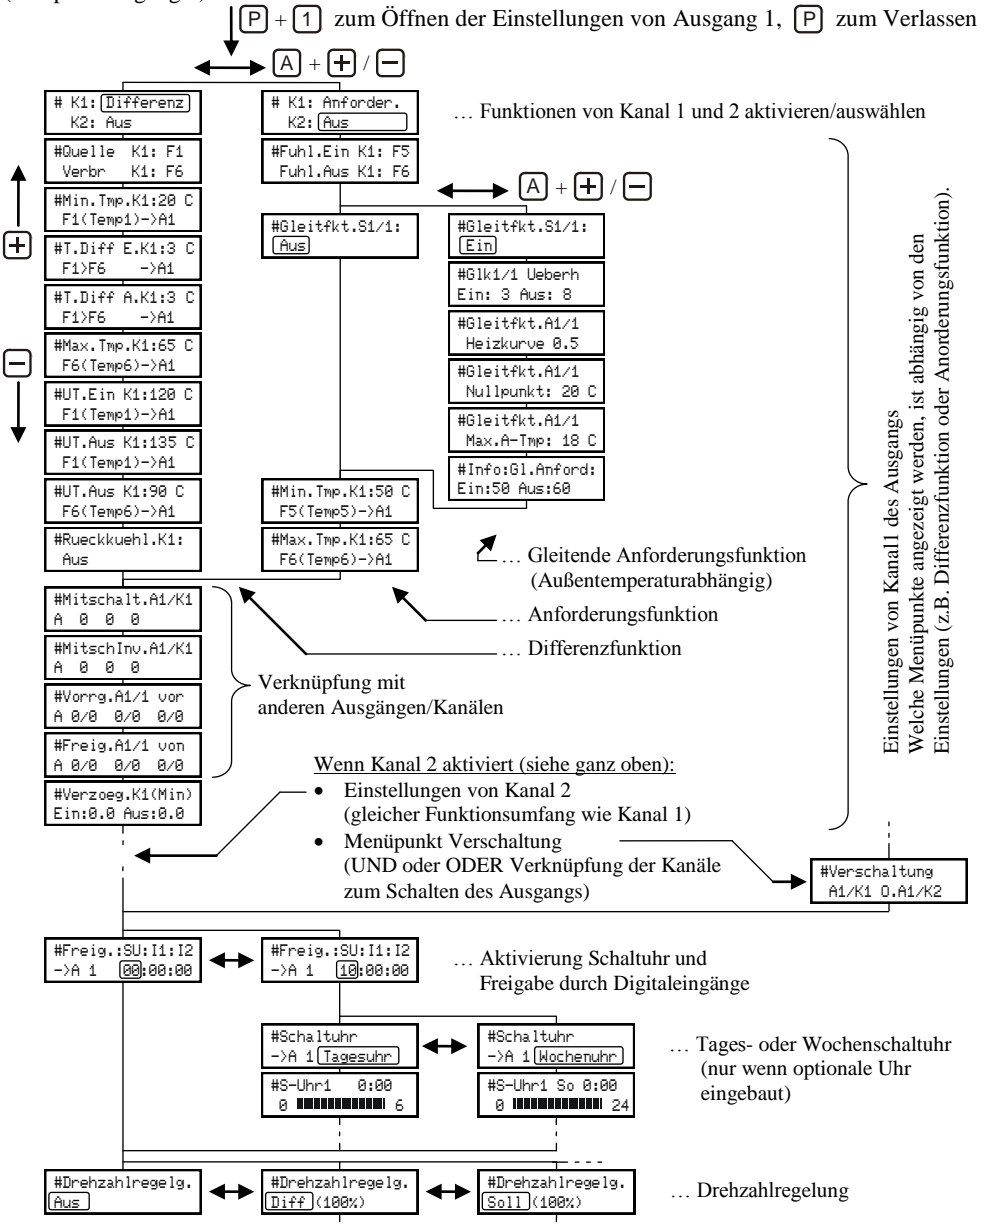 P + 1 zum Öffnen der Einstellungen von Ausgang 1, P zum Verlassen
A + + / −
# K1: Differenz
K2: Aus
# K1: Anforder.
K2: Aus
… Funktionen von Kanal 1 und 2 aktivieren/auswählen
#Quelle K1: F1
Verbr K1: F6
#Fuhl.Ein K1: F5
Fuhl.Aus K1: F6
A + + / −
+
−
#Min.Tmp.K1:20 C
F1(Temp1)->A1
#T.Diff E.K1:3 C
F1>F6 ->A1
#T.Diff A.K1:3 C
F1>F6 ->A1
#Max.Tmp.K1:65 C
F6(Temp6)->A1
#UT.Ein K1:120 C
F1(Temp1)->A1
#UT.Aus K1:135 C
F1(Temp1)->A1
#UT.Aus K1:90 C
F6(Temp6)->A1
#Rueckkuehl.K1:
Aus
#Gleitfkt.S1/1:
Aus
#Gleitfkt.S1/1:
Ein
#Glk1/1 Ueberh
Ein: 3 Aus: 8
#Gleitfkt.A1/1
Heizkurve 0.5
#Gleitfkt.A1/1
Nullpunkt: 20 C
#Gleitfkt.A1/1
Max.A-Tmp: 18 C
#Info:Gl.Anford:
Ein:50 Aus:60
#Min.Tmp.K1:50 C
F5(Temp5)->A1
#Max.Tmp.K1:65 C
F6(Temp6)->A1
… Gleitende Anforderungsfunktion
(Außentemperaturabhängig)
… Anforderungsfunktion
… Differenzfunktion
Einstellungen von Kanal1 des Ausgangs
Welche Menüpunkte angezeigt werden, ist abhängig von den
Einstellungen (z.B. Differenzfunktion oder Anorderungsfunktion).
#Mitschalt.A1/K1
A 0 0 0
#MitschInv.A1/K1
A 0 0 0
#Vorrg.A1/1 vor
A 0/0 0/0 0/0
#Freig.A1/1 von
A 0/0 0/0 0/0
Verknüpfung mit
anderen Ausgängen/Kanälen
#Verzoeg.K1(Min)
Ein:0.0 Aus:0.0
Wenn Kanal 2 aktiviert (siehe ganz oben):
• Einstellungen von Kanal 2
(gleicher Funktionsumfang wie Kanal 1)
• Menüpunkt Verschaltung
(UND oder ODER Verknüpfung der Kanäle
zum Schalten des Ausgangs)
#Verschaltung
A1/K1 O.A1/K2
#Freig.:SU:I1:I2
->A 1 00:00:00
#Freig.:SU:I1:I2
->A 1 10:00:00
… Aktivierung Schaltuhr und
Freigabe durch Digitaleingänge
#Schaltuhr
->A 1 Tagesuhr
#Schaltuhr
->A 1 Wochenuhr
… Tages- oder Wochenschaltuhr
(nur wenn optionale Uhr
eingebaut)
#S-Uhr1 0:00
0 6
#S-Uhr1 So 0:00
0 24
#Drehzahlregelg.
Aus
#Drehzahlregelg.
Diff (100%)
#Drehzahlregelg.
Soll (100%)
… Drehzahlregelung